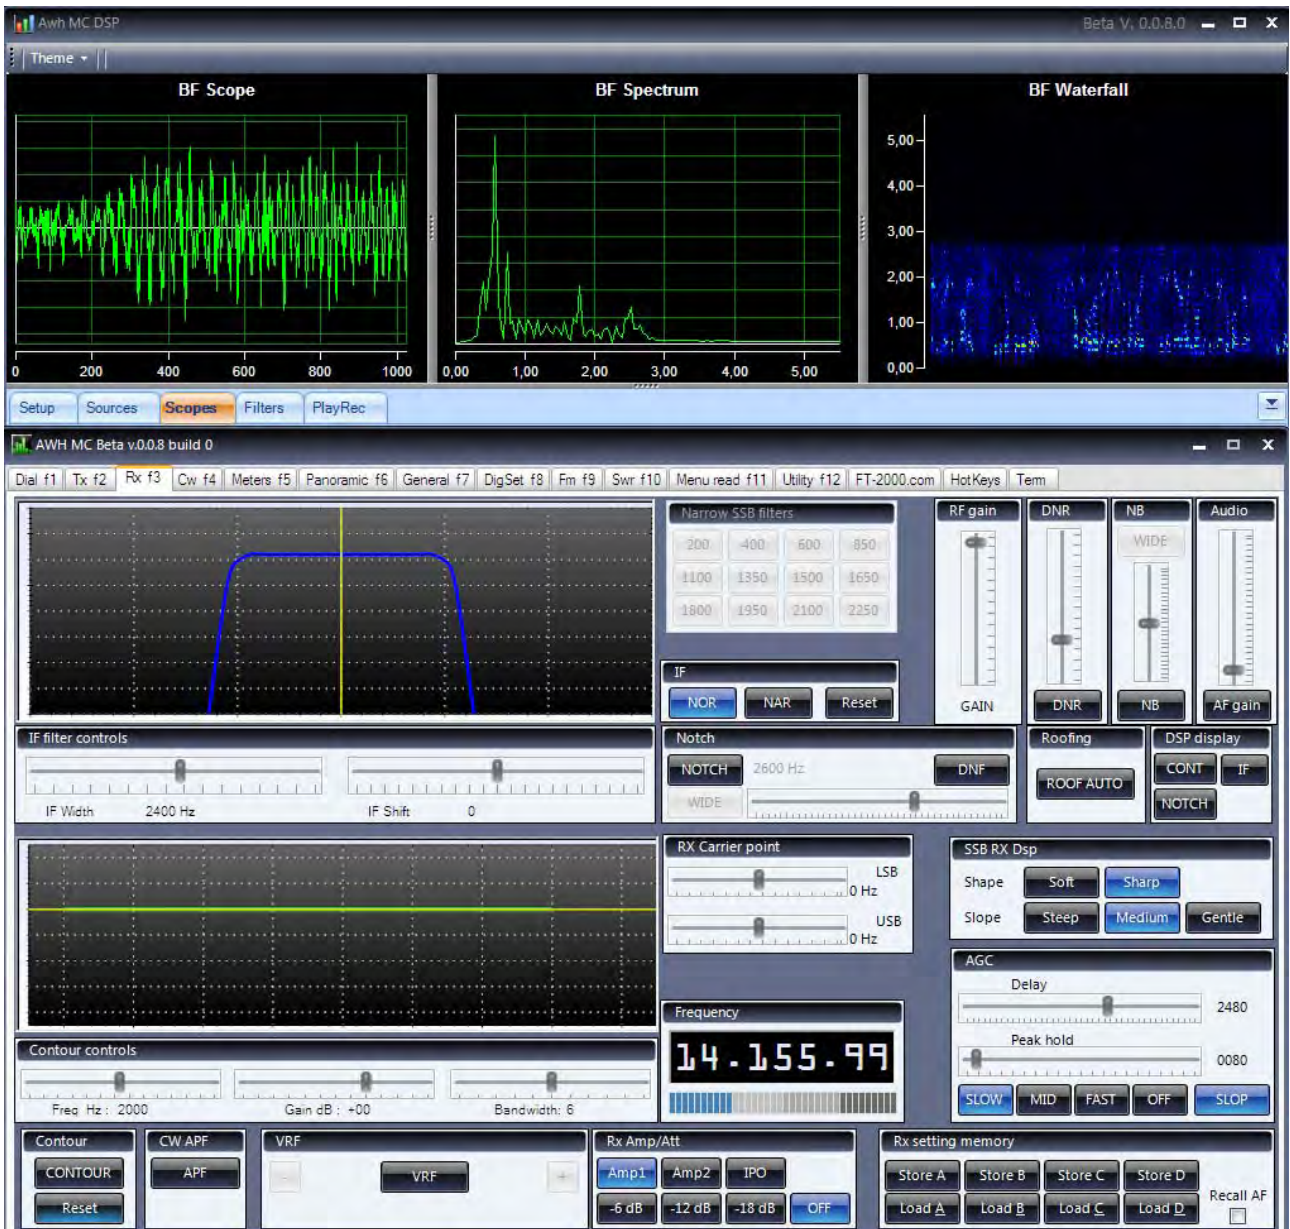 Awh MC DSP Beta V. 0.0.8.0
Theme
BF Scope BF Spectrum BF Waterfall
5,00
4,00
3,00
2,00
1,00
0,00
0 200 400 600 800 1000 0,00 1,00 2,00 3,00 4,00 5,00
Setup Sources Scopes Filters PlayRec
AWH MC Beta v.0.0.8 build 0
Dial f1 Tx f2 Rx f3 Cw f4 Meters f5 Panoramic f6 General f7 DigSet f8 Fm f9 Swr f10 Menu read f11 Utility f12 FT-2000.com HotKeys Term
Narrow SSB filters RF gain DNR NB Audio
200 400 600 850 WIDE
1100 1350 1500 1650
1800 1950 2100 2250
IF
NOR NAR Reset GAIN DNR NB AF gain
IF filter controls Notch Roofing DSP display
NOTCH 2600 Hz DNF ROOF AUTO CONT IF
WIDE NOTCH
IF Width 2400 Hz IF Shift 0
RX Carrier point SSB RX Dsp
LSB
0 Hz
Shape Soft Sharp
USB
0 Hz
Slope Steep Medium Gentle
AGC
Delay
2480
Frequency
Peak hold
0080
14.155.99
Contour controls
Freq Hz : 2000 Gain dB : +00 Bandwidth: 6
SLOW MID FAST OFF SLOP
Contour CW APF VRF Rx Amp/Att Rx setting memory
CONTOUR APF - VRF + Amp1 Amp2 IPO Store A Store B Store C Store D
Recall AF
Reset -6 dB -12 dB -18 dB OFF Load A Load B Load C Load D